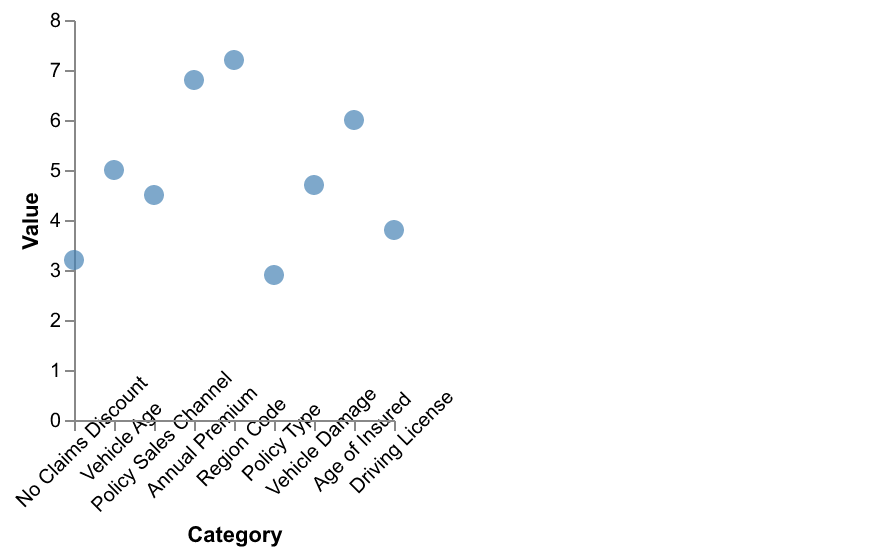 8
7
6
5
4
3
2
1
0
Value
No Claims Discount
Vehicle Age
Policy Sales Channel
Annual Premium
Region Code
Policy Type
Vehicle Damage
Age of Insured
Driving License
Category